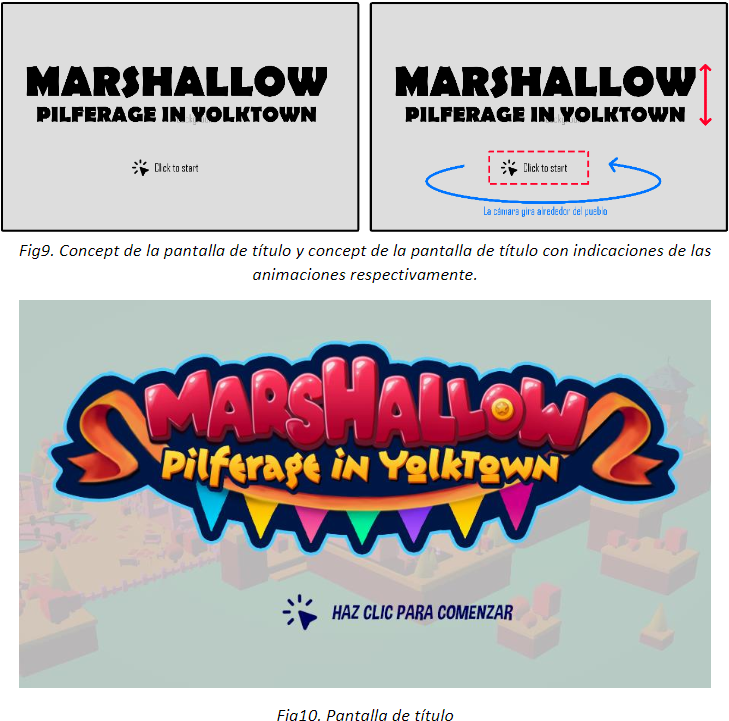 MARSHALLOW
PILFERAGE IN YOLKTOWN
Click to start
MARSHALLOW
PILFERAGE IN YOLKTOWN
Click to start
La cámara gira alrededor del pueblo
Fig9. Concept de la pantalla de título y concept de la pantalla de título con indicaciones de las
animaciones respectivamente.
MARSHALLOW
Pilferage in Yolktown
HAZ CLIC PARA COMENZAR
Fig10. Pantalla de título